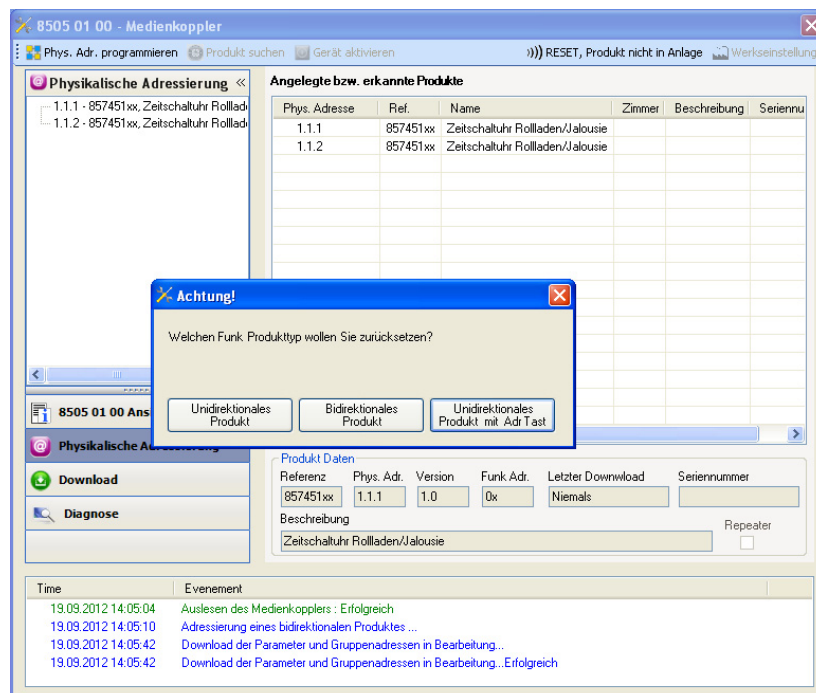 8505 01 00 - Medienkoppler
Phys. Adr. programmieren Produkt suchen Gerät aktivieren RESET, Produkt nicht in Anlage Werkseinstellung
Physikalische Adressierung
1.1.1 - 857451xx, Zeitschaltuhr Rolllad
1.1.2 - 857451xx, Zeitschaltuhr Rolllad
Angelegte bzw. erkannte Produkte
Phys. Adresse Ref. Name Zimmer Beschreibung Seriennu
1.1.1 857451xx Zeitschaltuhr Rollladen/Jalousie
1.1.2 857451xx Zeitschaltuhr Rollladen/Jalousie
Achtung!
Welchen Funk Produkttyp wollen Sie zurücksetzen?
Unidirektionales Produkt
Bidirektionales Produkt
Unidirektionales Produkt mit AdrTast
8505 01 00 Ans
Physikalische Adressierung
Download
Diagnose
Produkt Daten
Referenz Phys. Adr. Version Funk Adr. Letzter Downwload Seriennummer
857451xx 1.1.1 1.0 0x Niemals
Beschreibung
Repeater
Zeitschaltuhr Rollladen/Jalousie
Time Evenement
19.09.2012 14:05:04 Auslesen des Medienkopplers : Erfolgreich
19.09.2012 14:05:10 Adressierung eines bidirektionalen Produktes ...
19.09.2012 14:05:42 Download der Parameter und Gruppenadressen in Bearbeitung...
19.09.2012 14:05:42 Download der Parameter und Gruppenadressen in Bearbeitung...Erfolgreich